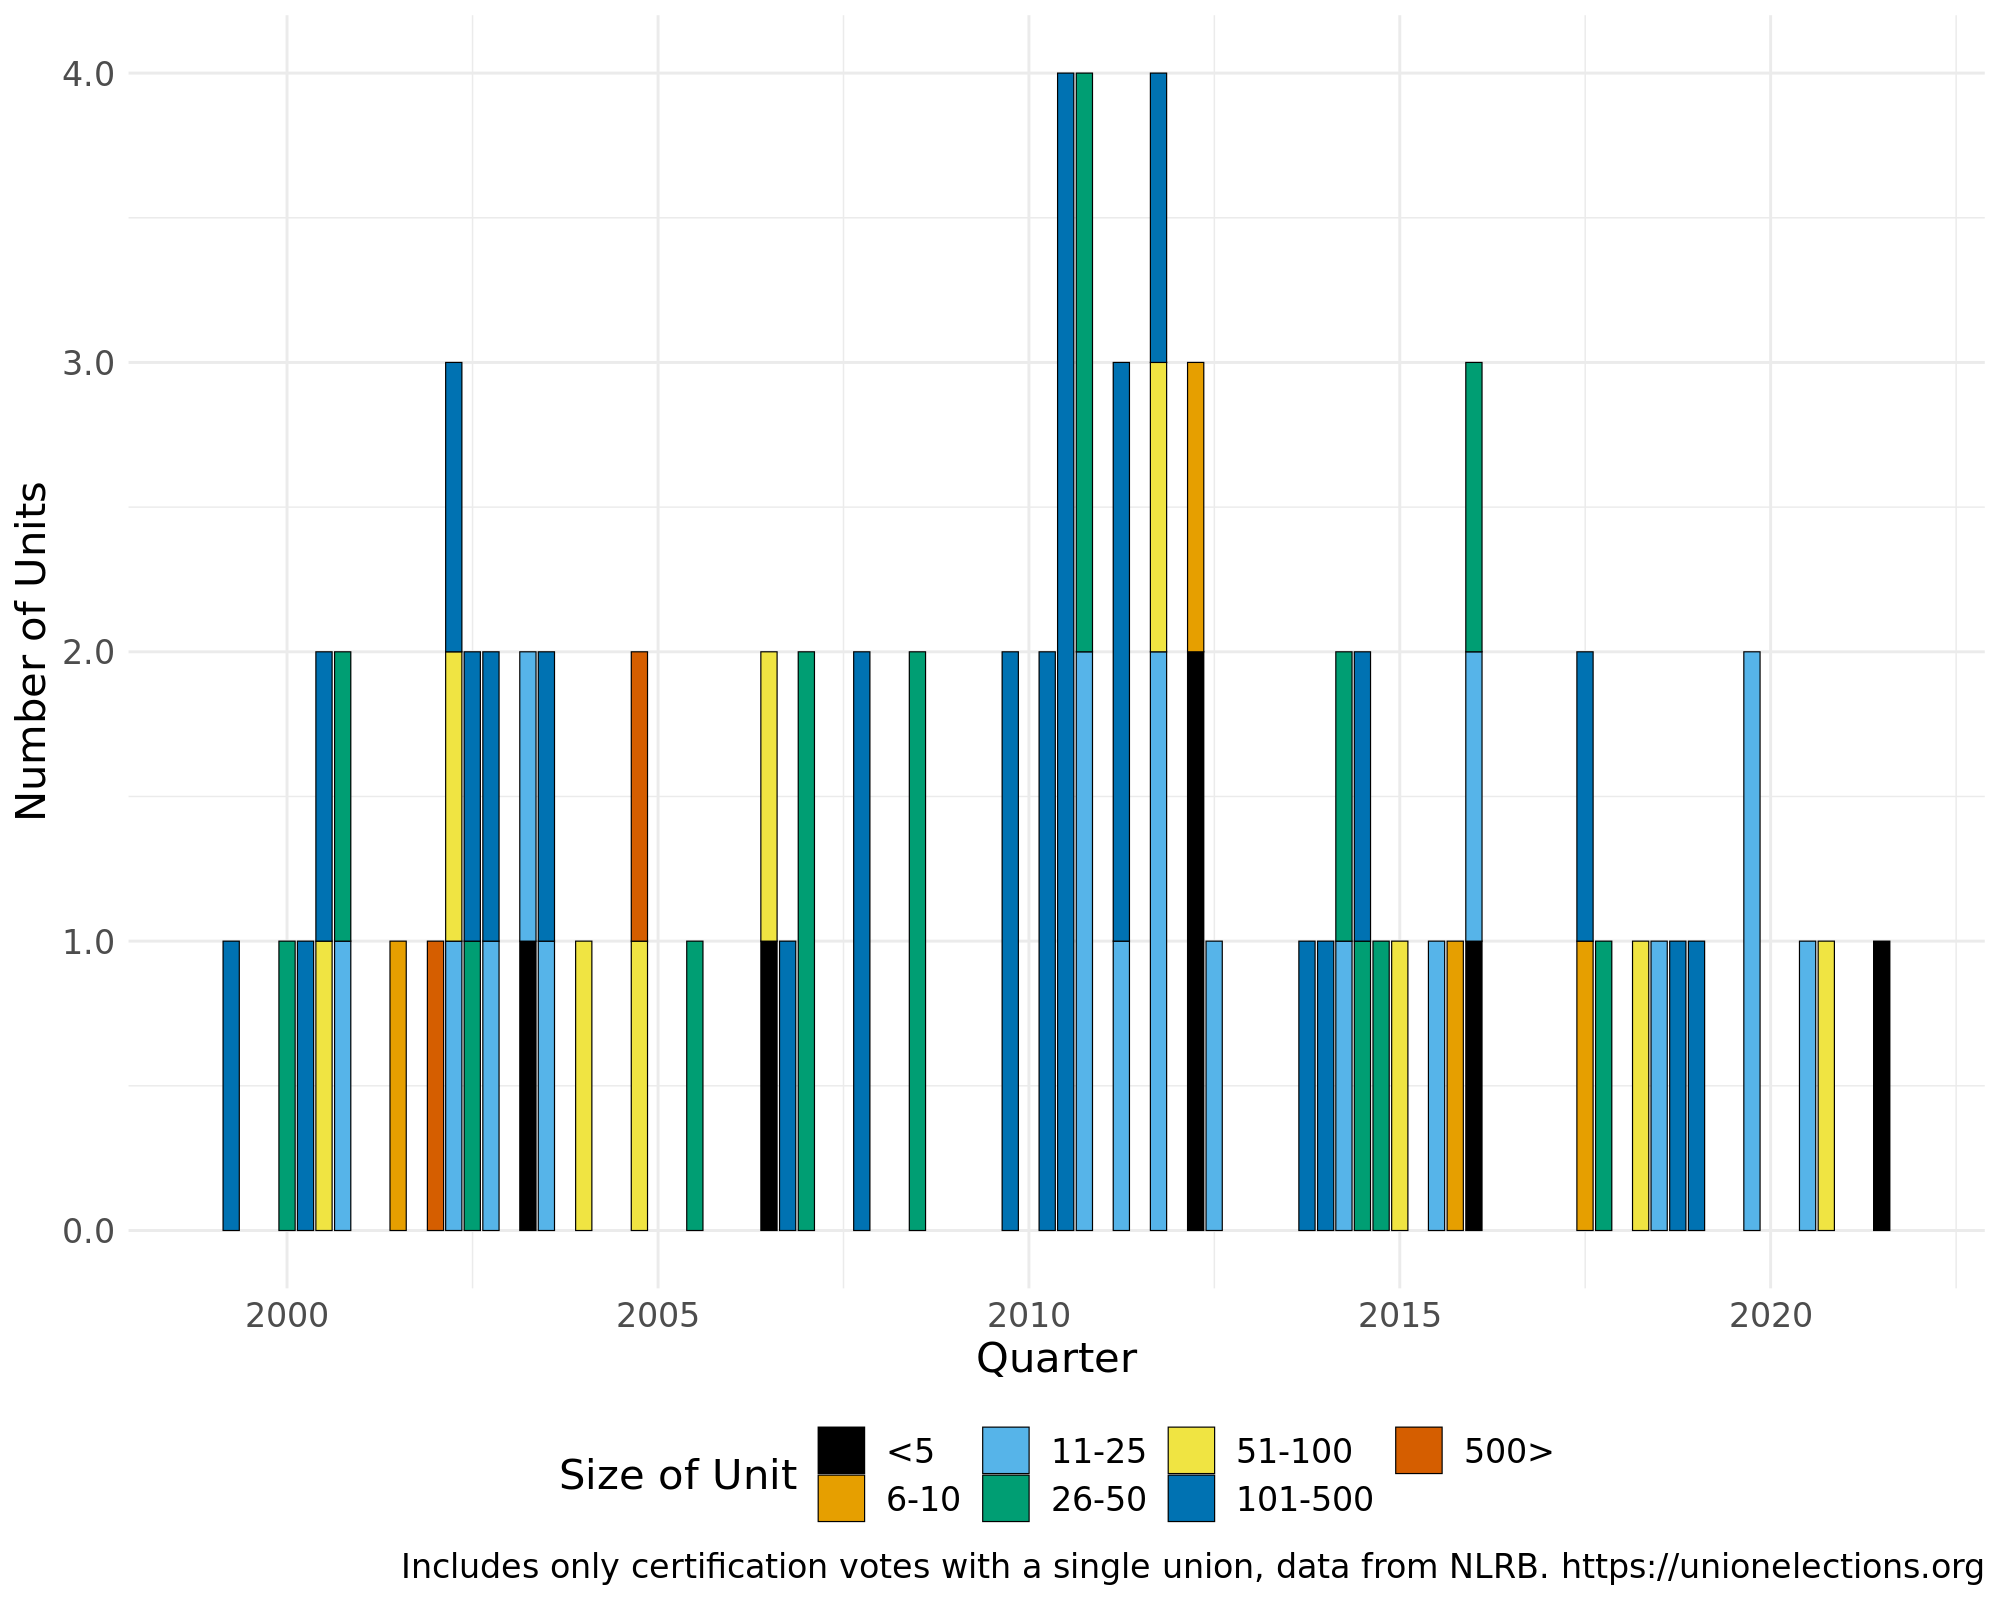 4.0
3.0
2.0
1.0
0.0
Number of Units
2000 2005 2010 2015 2020
Quarter
Size of Unit
<5 11-25 51-100 500>
6-10 26-50 101-500
Includes only certification votes with a single union, data from NLRB. https://unionelections.org